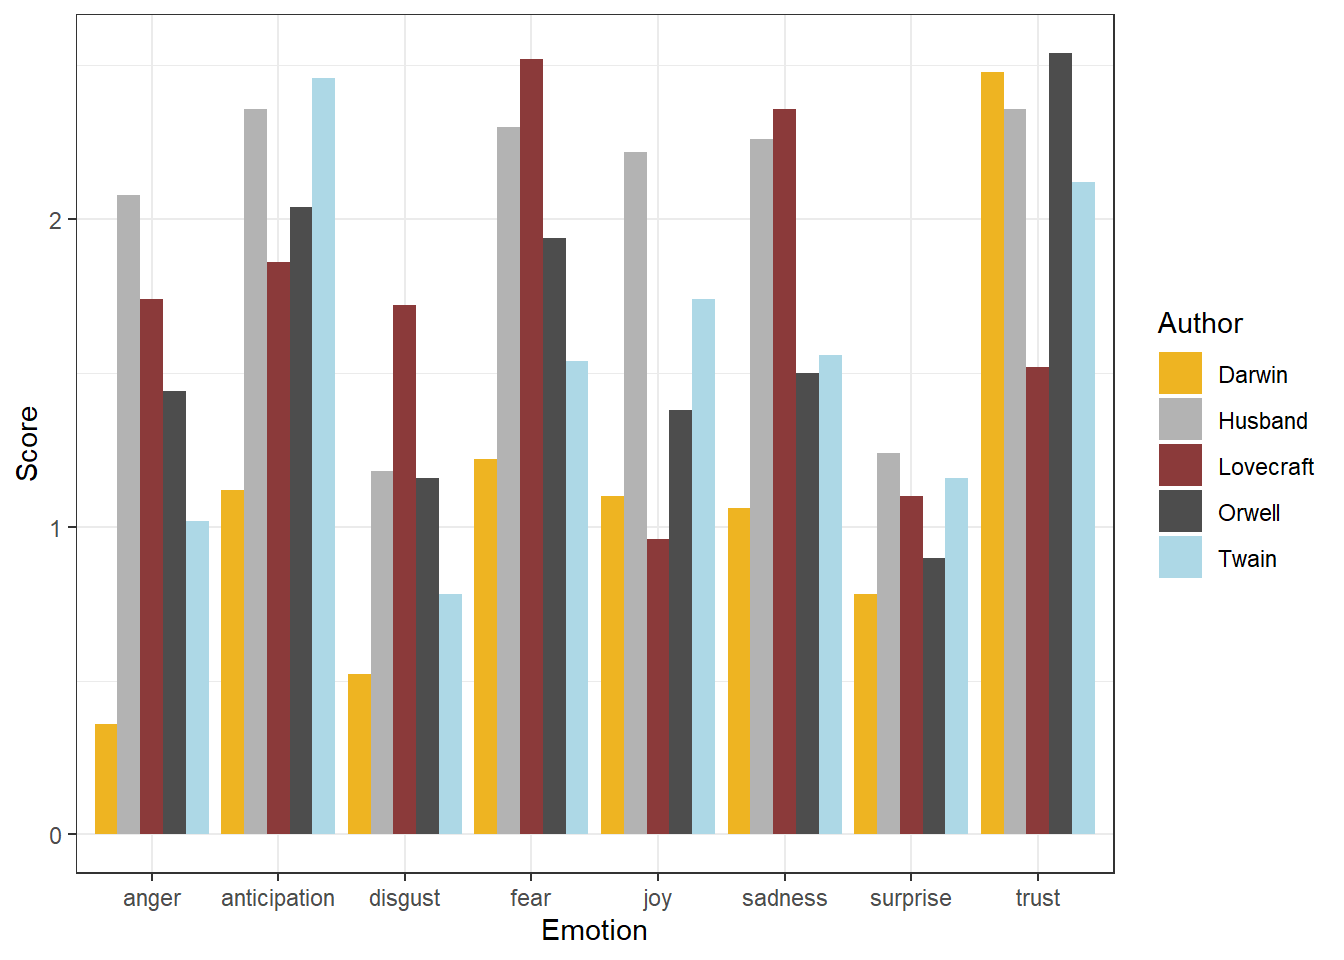 Score
2
1
0
anger anticipation disgust fear joy sadness surprise trust
Emotion
Author
Darwin
Husband
Lovecraft
Orwell
Twain